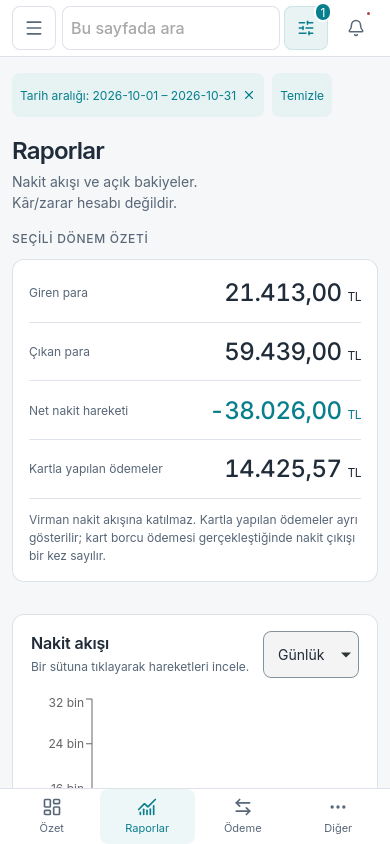 Bu sayfada ara
1
Tarih aralığı: 2026-10-01 – 2026-10-31 ×
Temizle
Raporlar
Nakit akışı ve açık bakiyeler.
Kâr/zarar hesabı değildir.
SEÇİLİ DÖNEM ÖZETİ
Giren para 21.413,00 TL
Çıkan para 59.439,00 TL
Net nakit hareketi -38.026,00 TL
Kartla yapılan ödemeler 14.425,57 TL
Virman nakit akışına katılmaz. Kartla yapılan ödemeler ayrı
gösterilir; kart borcu ödemesi gerçekleştiğinde nakit çıkışı
bir kez sayılır.
Nakit akışı
Bir sütuna tıklayarak hareketleri incele.
Günlük
32 bin
24 bin
16 bin
Özet
Raporlar
Ödeme
Diğer